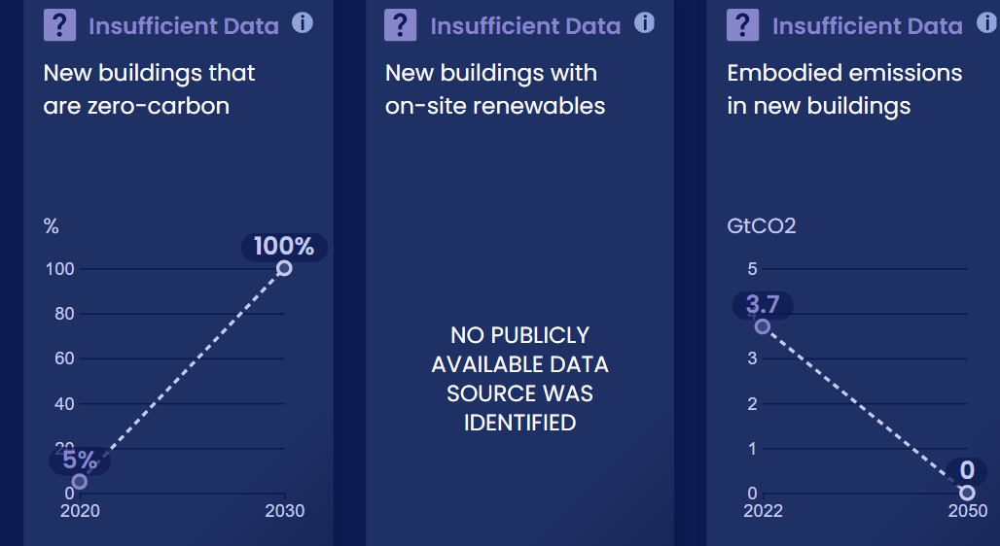 ? Insufficient Data i
New buildings that
are zero-carbon
%
100%
100
80
60
40
20
5%
0
2020 2030
? Insufficient Data i
New buildings with
on-site renewables
NO PUBLICLY
AVAILABLE DATA
SOURCE WAS
IDENTIFIED
? Insufficient Data i
Embodied emissions
in new buildings
GtCO2
5
3.7
4
3
2
1
0
0
2022 2050